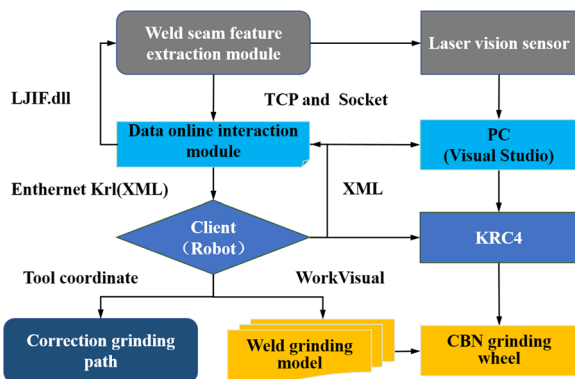 Weld seam feature
extraction module
Laser vision sensor
LJIF.dll
TCP and Socket
Data online interaction
module
PC
(Visual Studio)
Enthernet Krl(XML)
XML
Client
（Robot）
KRC4
Tool coordinate
WorkVisual
Correction grinding
path
Weld grinding
model
CBN grinding
wheel